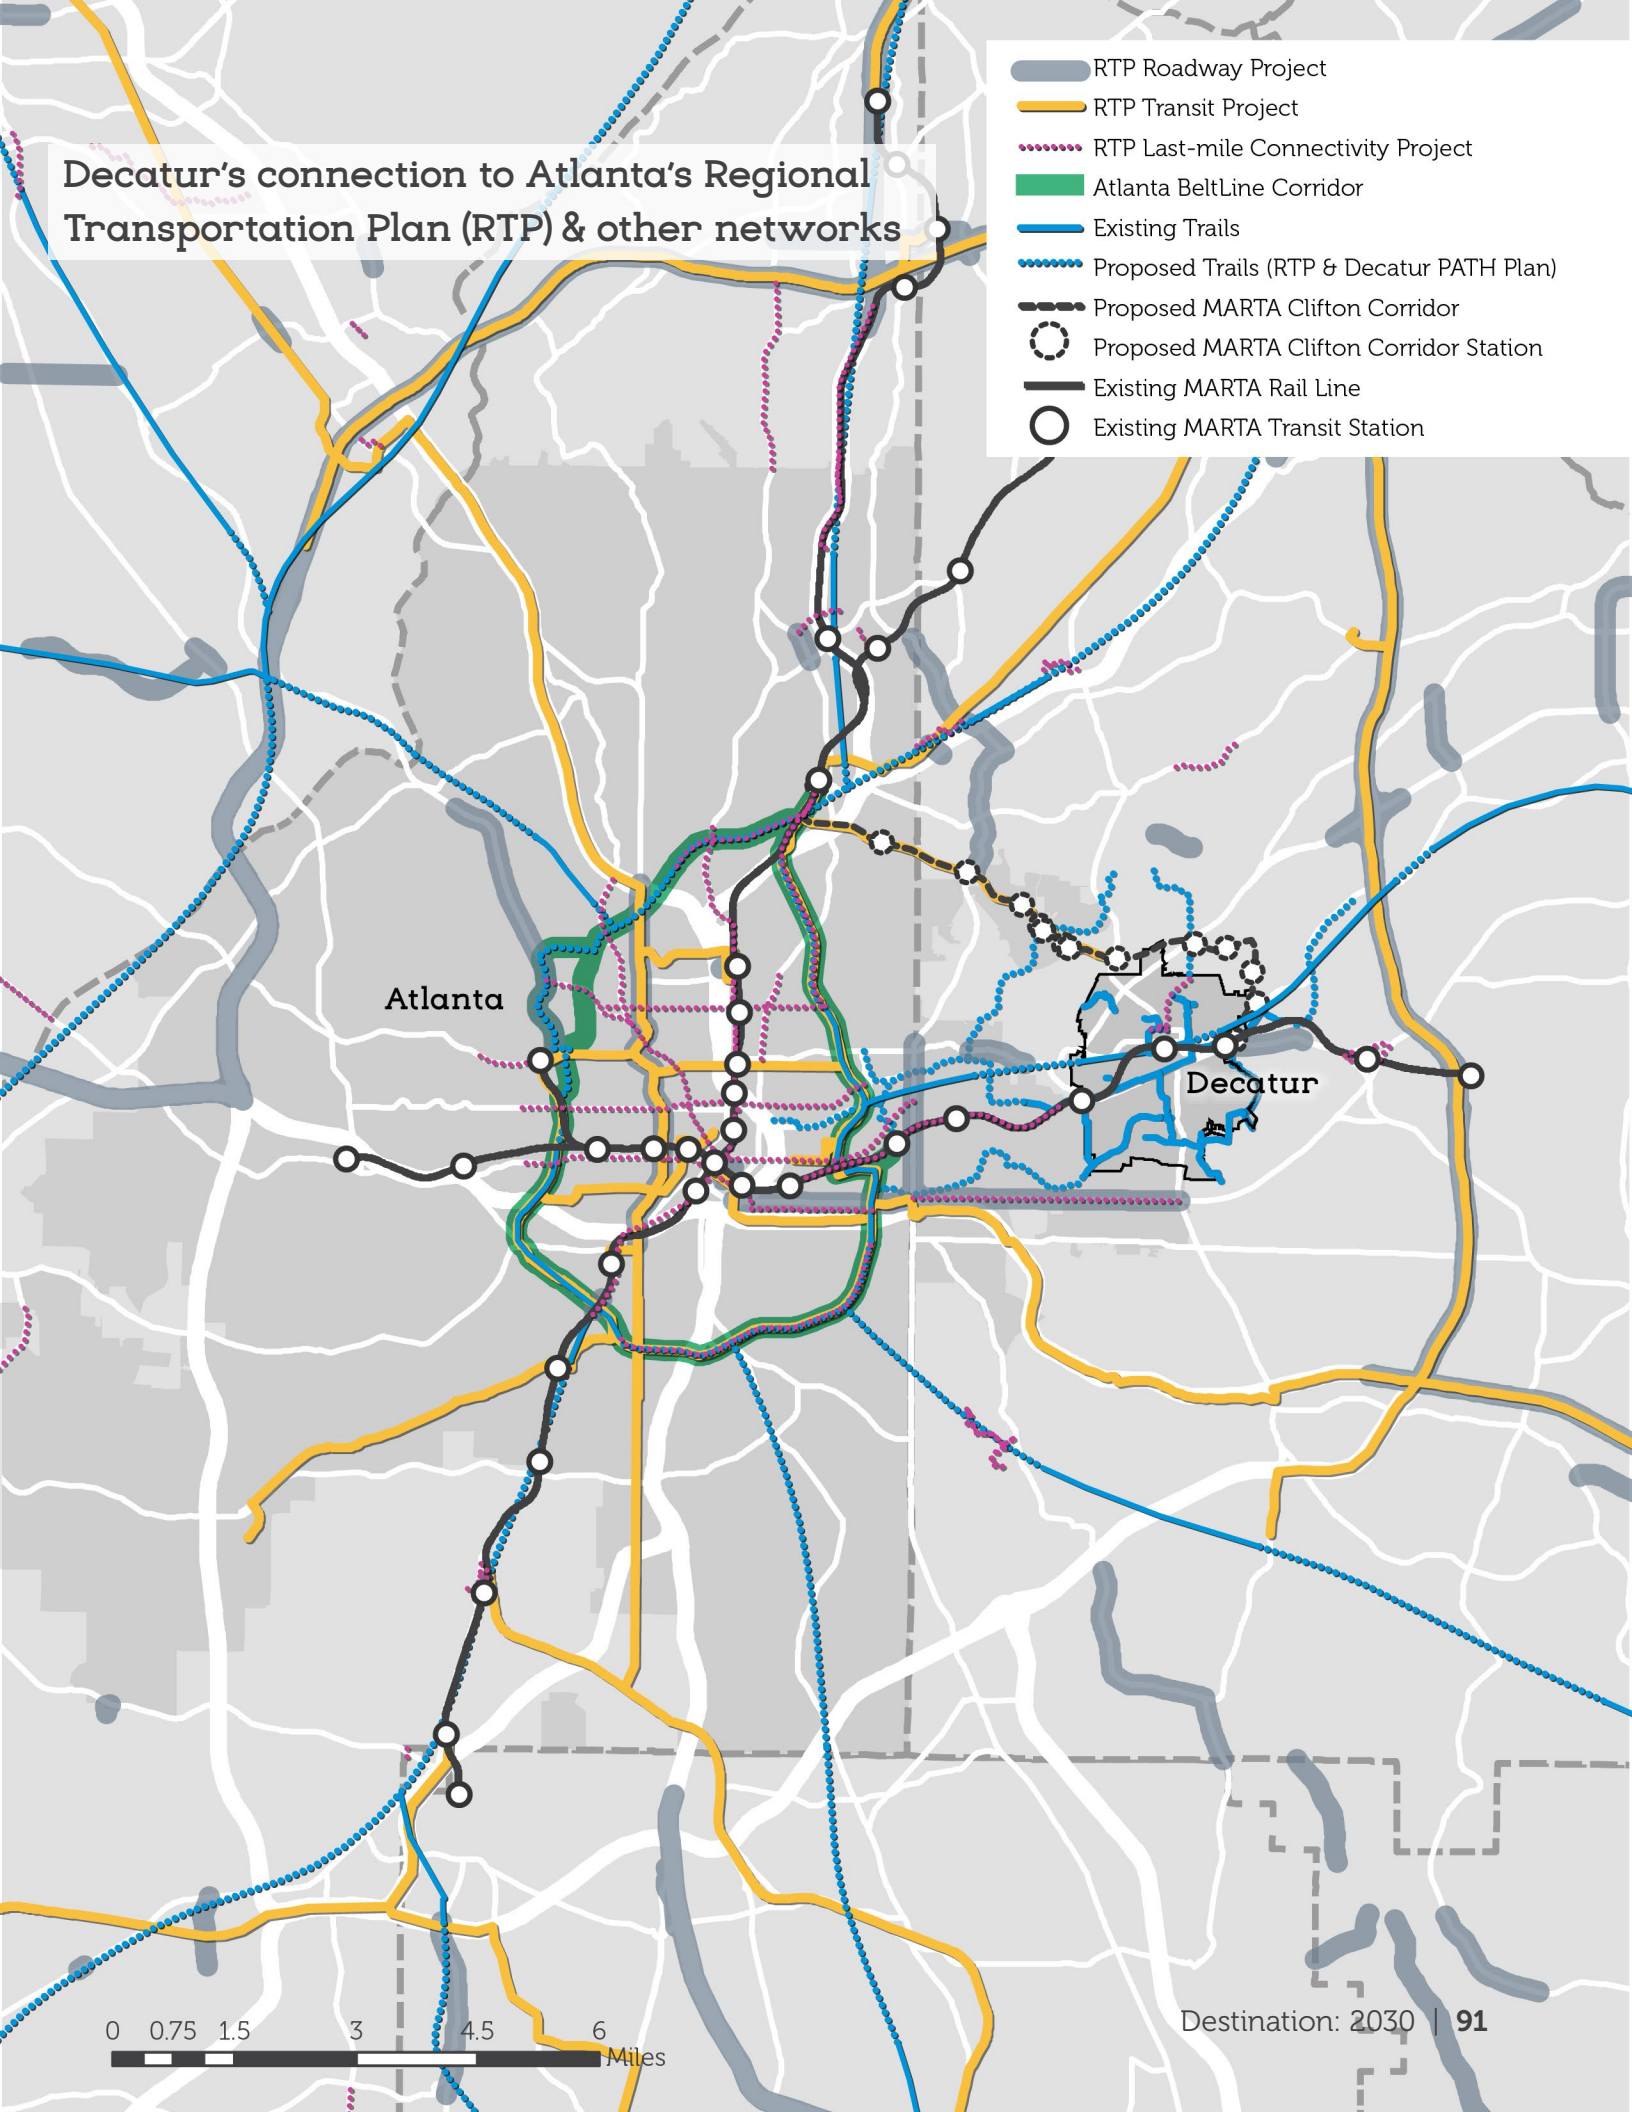 Decatur's connection to Atlanta's Regional
Transportation Plan (RTP) & other networks
RTP Roadway Project
RTP Transit Project
RTP Last-mile Connectivity Project
Atlanta BeltLine Corridor
Existing Trails
Proposed Trails (RTP & Decatur PATH Plan)
Proposed MARTA Clifton Corridor
Proposed MARTA Clifton Corridor Station
Existing MARTA Rail Line
Existing MARTA Transit Station
Atlanta
Decatur
0 0.75 1.5 3 4.5 6
Miles
Destination: 2030 | 91